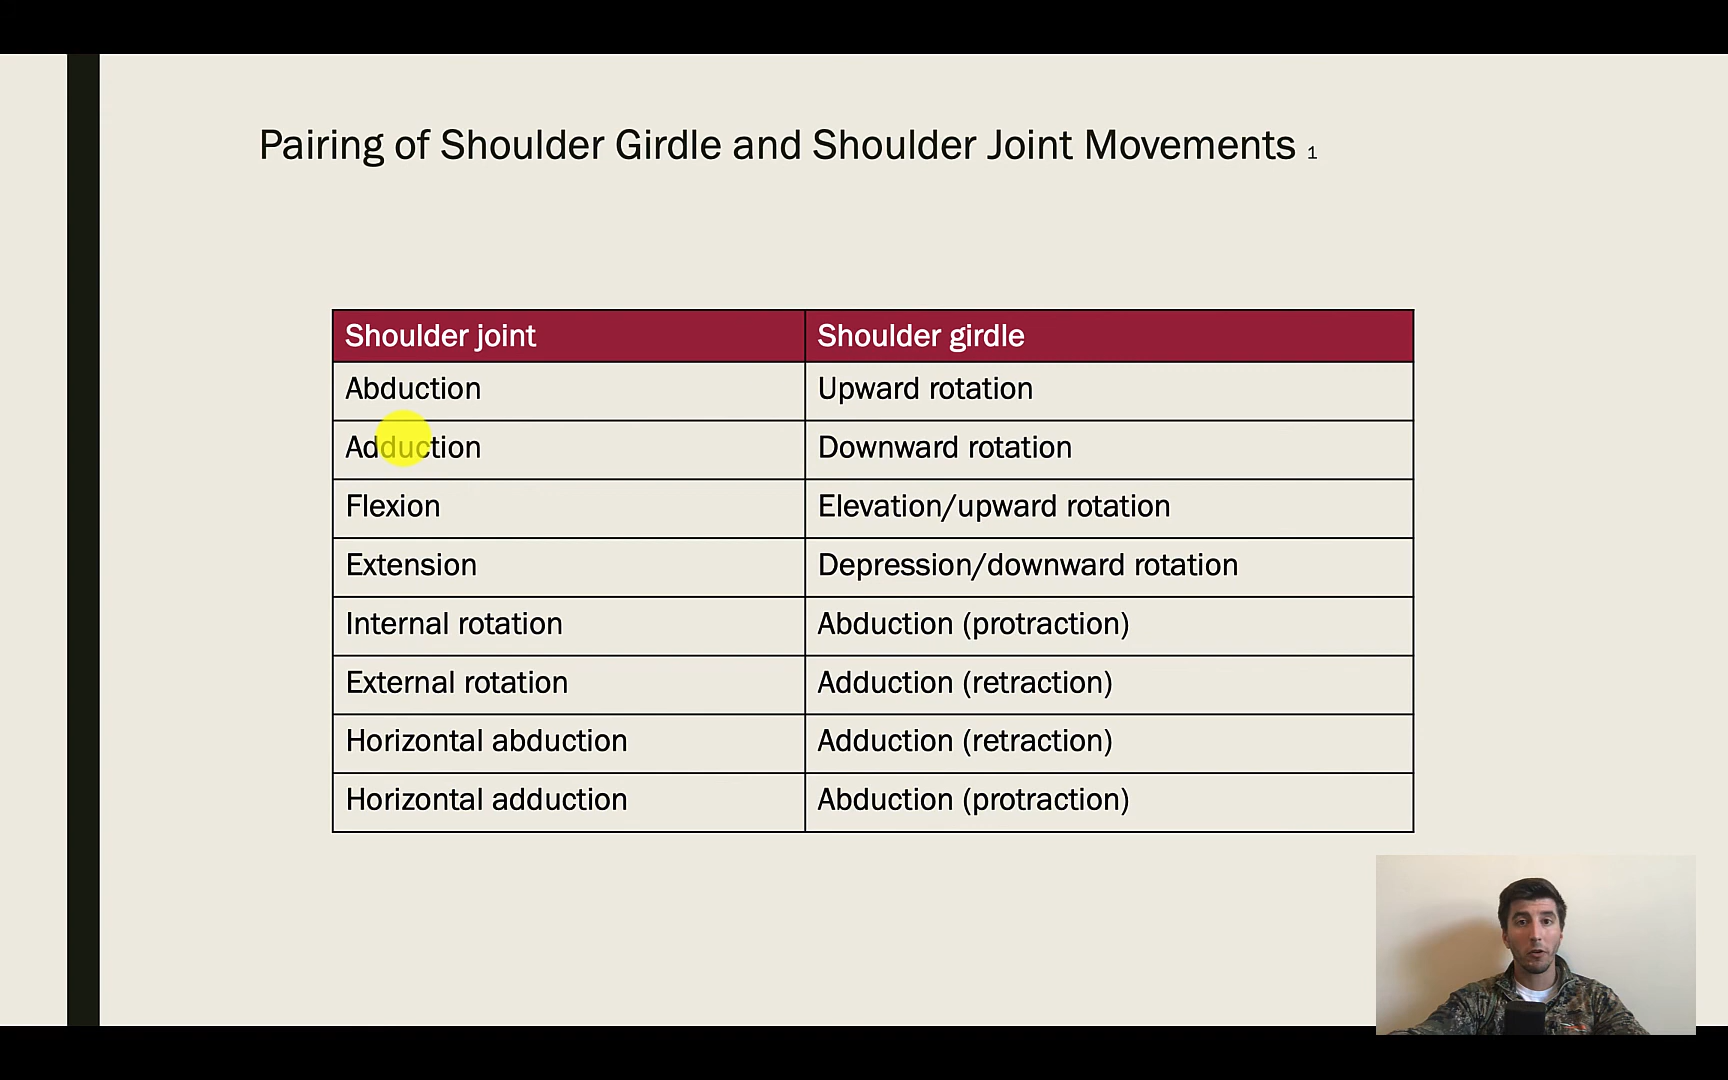 Pairing of Shoulder Girdle and Shoulder Joint Movements 1
Shoulder joint Shoulder girdle
Abduction Upward rotation
Adduction Downward rotation
Flexion Elevation/upward rotation
Extension Depression/downward rotation
Internal rotation Abduction (protraction)
External rotation Adduction (retraction)
Horizontal abduction Adduction (retraction)
Horizontal adduction Abduction (protraction)